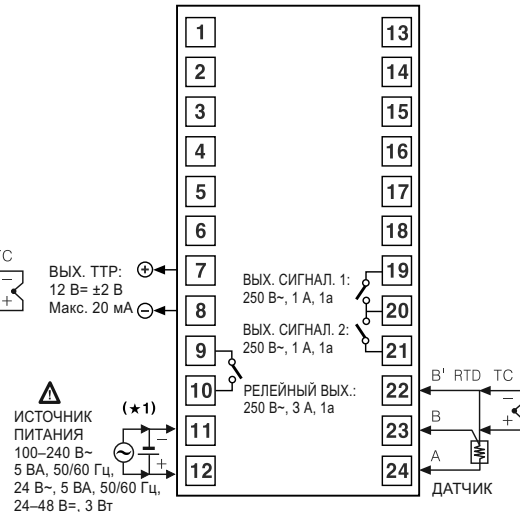 1
13
2
14
3
15
4
16
5
17
6
18
TC
−
+
ВЫХ. ТТР:
12 В= ±2 В
Макс. 20 мА
+
−
7
8
ВЫХ. СИГНАЛ. 1:
250 В~, 1 А, 1a
19
20
ВЫХ. СИГНАЛ. 2:
250 В~, 1 А, 1a
21
9
10
РЕЛЕЙНЫЙ ВЫХ.:
250 В~, 3 А, 1a
22
B' RTD TC
−
+
B
23
A
24
ДАТЧИК
(★1)
ИСТОЧНИК
ПИТАНИЯ
100–240 В~
5 ВА, 50/60 Гц,
24 В~, 5 ВА, 50/60 Гц,
24–48 В=, 3 Вт
−
+
11
12